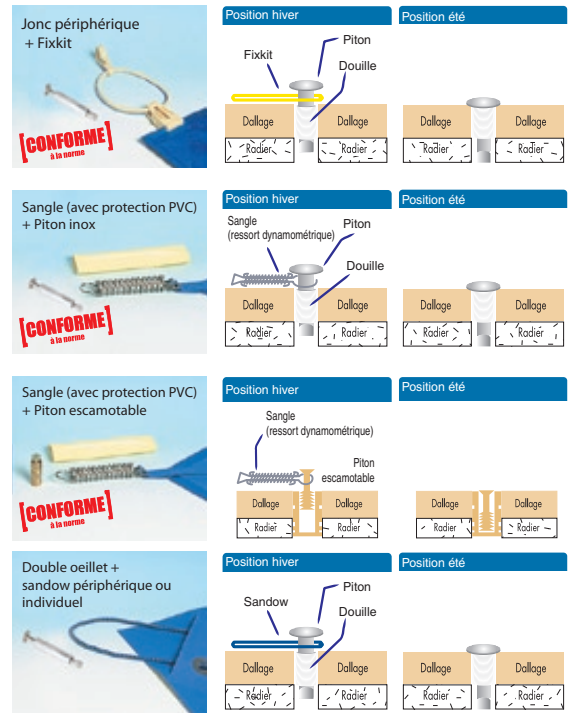 Jonc périphérique
+ Fixkit
[CONFORME]
à la norme
Position hiver
Fixkit
Piton
Douille
Dallage
Dallage
Radier
Radier
Position été
Dallage
Dallage
Radier
Radier
Sangle (avec protection PVC)
+ Piton inox
[CONFORME]
à la norme
Position hiver
Sangle
(ressort dynamométrique)
Piton
Douille
Dallage
Dallage
Radier
Radier
Position été
Dallage
Dallage
Radier
Radier
Sangle (avec protection PVC)
+ Piton escamotable
[CONFORME]
à la norme
Position hiver
Sangle
(ressort dynamométrique)
Piton
escamotable
Dallage
Dallage
Radier
Radier
Position été
Dallage
Dallage
Radier
Radier
Double oeillet +
sandow périphérique ou
individuel
Position hiver
Sandow
Piton
Douille
Dallage
Dallage
Radier
Radier
Position été
Dallage
Dallage
Radier
Radier